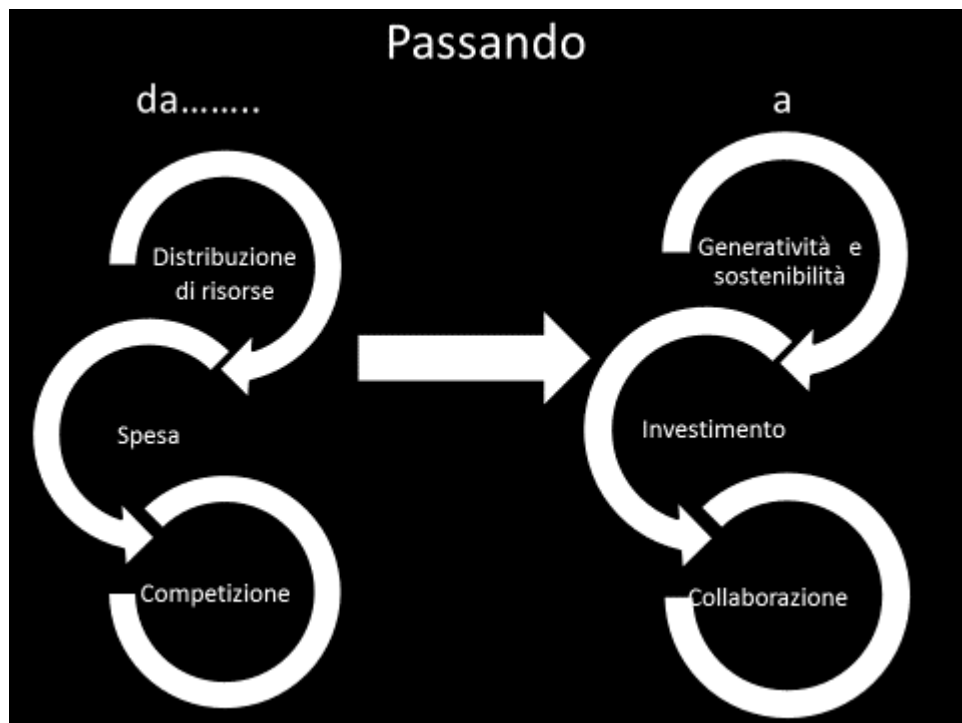 Passando
da........
a
Distribuzione
di risorse
Spesa
Competizione
Generatività e
sostenibilità
Investimento
Collaborazione